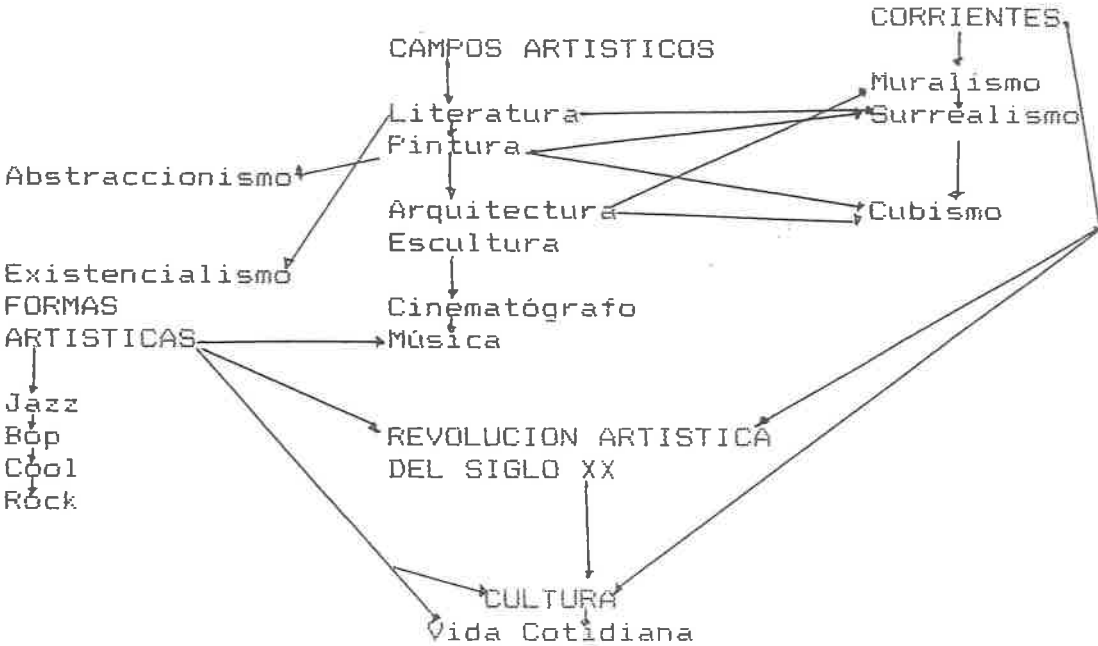 CORRIENTES
CAMPOS ARTISTICOS
Muralismo
Literatura
Surrealismo
Pintura
Abstraccionismo
Arquitectura
Cubismo
Escultura
Existencialismo
FORMAS
Cinematógrafo
ARTISTICAS
Música
Jazz
Bop
REVOLUCION ARTISTICA
Cool
DEL SIGLO XX
Rock
CULTURA
Vida Cotidiana